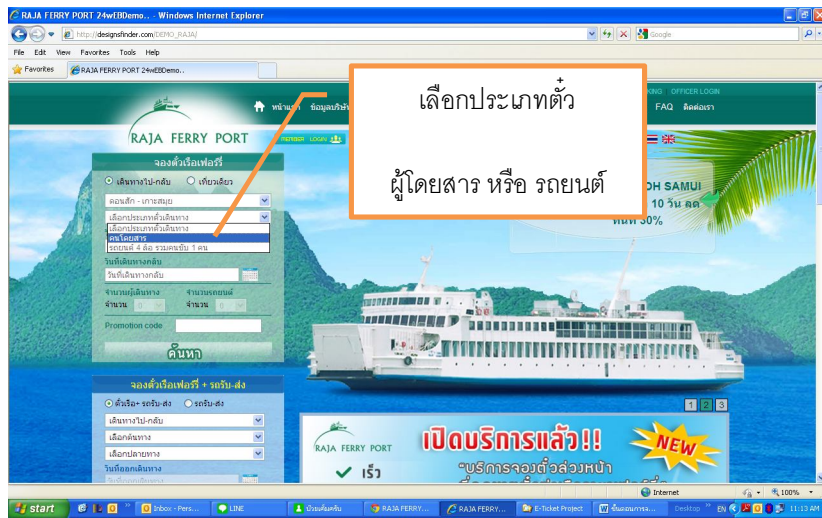 RAJA FERRY PORT 24wEBDemo.. - Windows Internet Explorer
http://designsfinder.com/DEMO_RAJA/
Google
File Edit View Favorites Tools Help
Favorites RAJA FERRY PORT 24wEBDemo..
OFFICER LOGIN
หน้าแรก ข้อมูลบริษัท FAQ ติดต่อเรา
เลือกประเภทตั๋ว
ผู้โดยสาร หรือ รถยนต์
RAJA FERRY PORT
MEMBER LOGIN
จองตั๋วเรือเฟอร์รี่
เดินทางไป-กลับ เที่ยวเดียว
ดอนสัก - เกาะสมุย
เลือกประเภทตั๋วเดินทาง
เลือกประเภทตั๋วเดินทาง
คนโดยสาร
รถยนต์ 4 ล้อ รวมคนขับ 1 คน
วันที่เดินทางกลับ
วันที่เดินทางกลับ
จำนวนผู้เดินทาง จำนวนรถยนต์
จำนวน 0 จำนวน 0
Promotion code
ค้นหา
SAMUI
10 วัน ลด
ทันที 30%
จองตั๋วเรือเฟอร์รี่ + รถรับ-ส่ง
ตั๋วเรือ+ รถรับ-ส่ง รถรับ-ส่ง
เดินทางไป-กลับ
เลือกต้นทาง
เลือกปลายทาง
วันที่ออกเดินทาง
1 2 3
RAJA FERRY PORT
เปิดบริการแล้ว!!
NEW
เร็ว
"บริการจองตั๋วล่วงหน้า
Internet 100%
start Inbox - Pers... LINE RAJA FERRY... RAJA FERRY... E-Ticket Project Desktop EN 11:13 AM